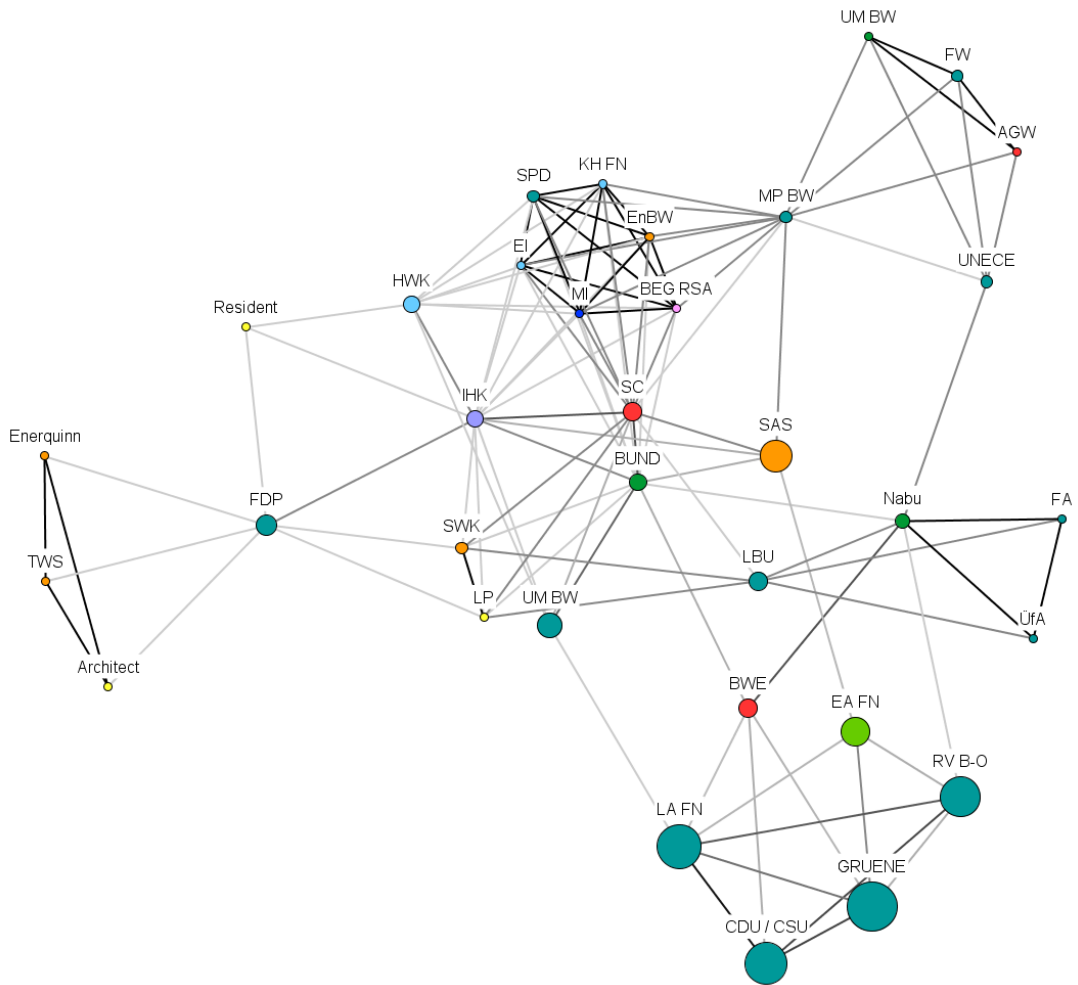 UM BW
FW
AGW
KH FN
SPD
MP BW
EnBW
EI
UNECE
HWK
MI
BEG RSA
Resident
SC
IHK
SAS
Enerquinn
BUND
FDP
Nabu
FA
SWK
LBU
TWS
LP
UM BW
ÜfA
Architect
BWE
EA FN
RV B-O
LA FN
GRUENE
CDU / CSU